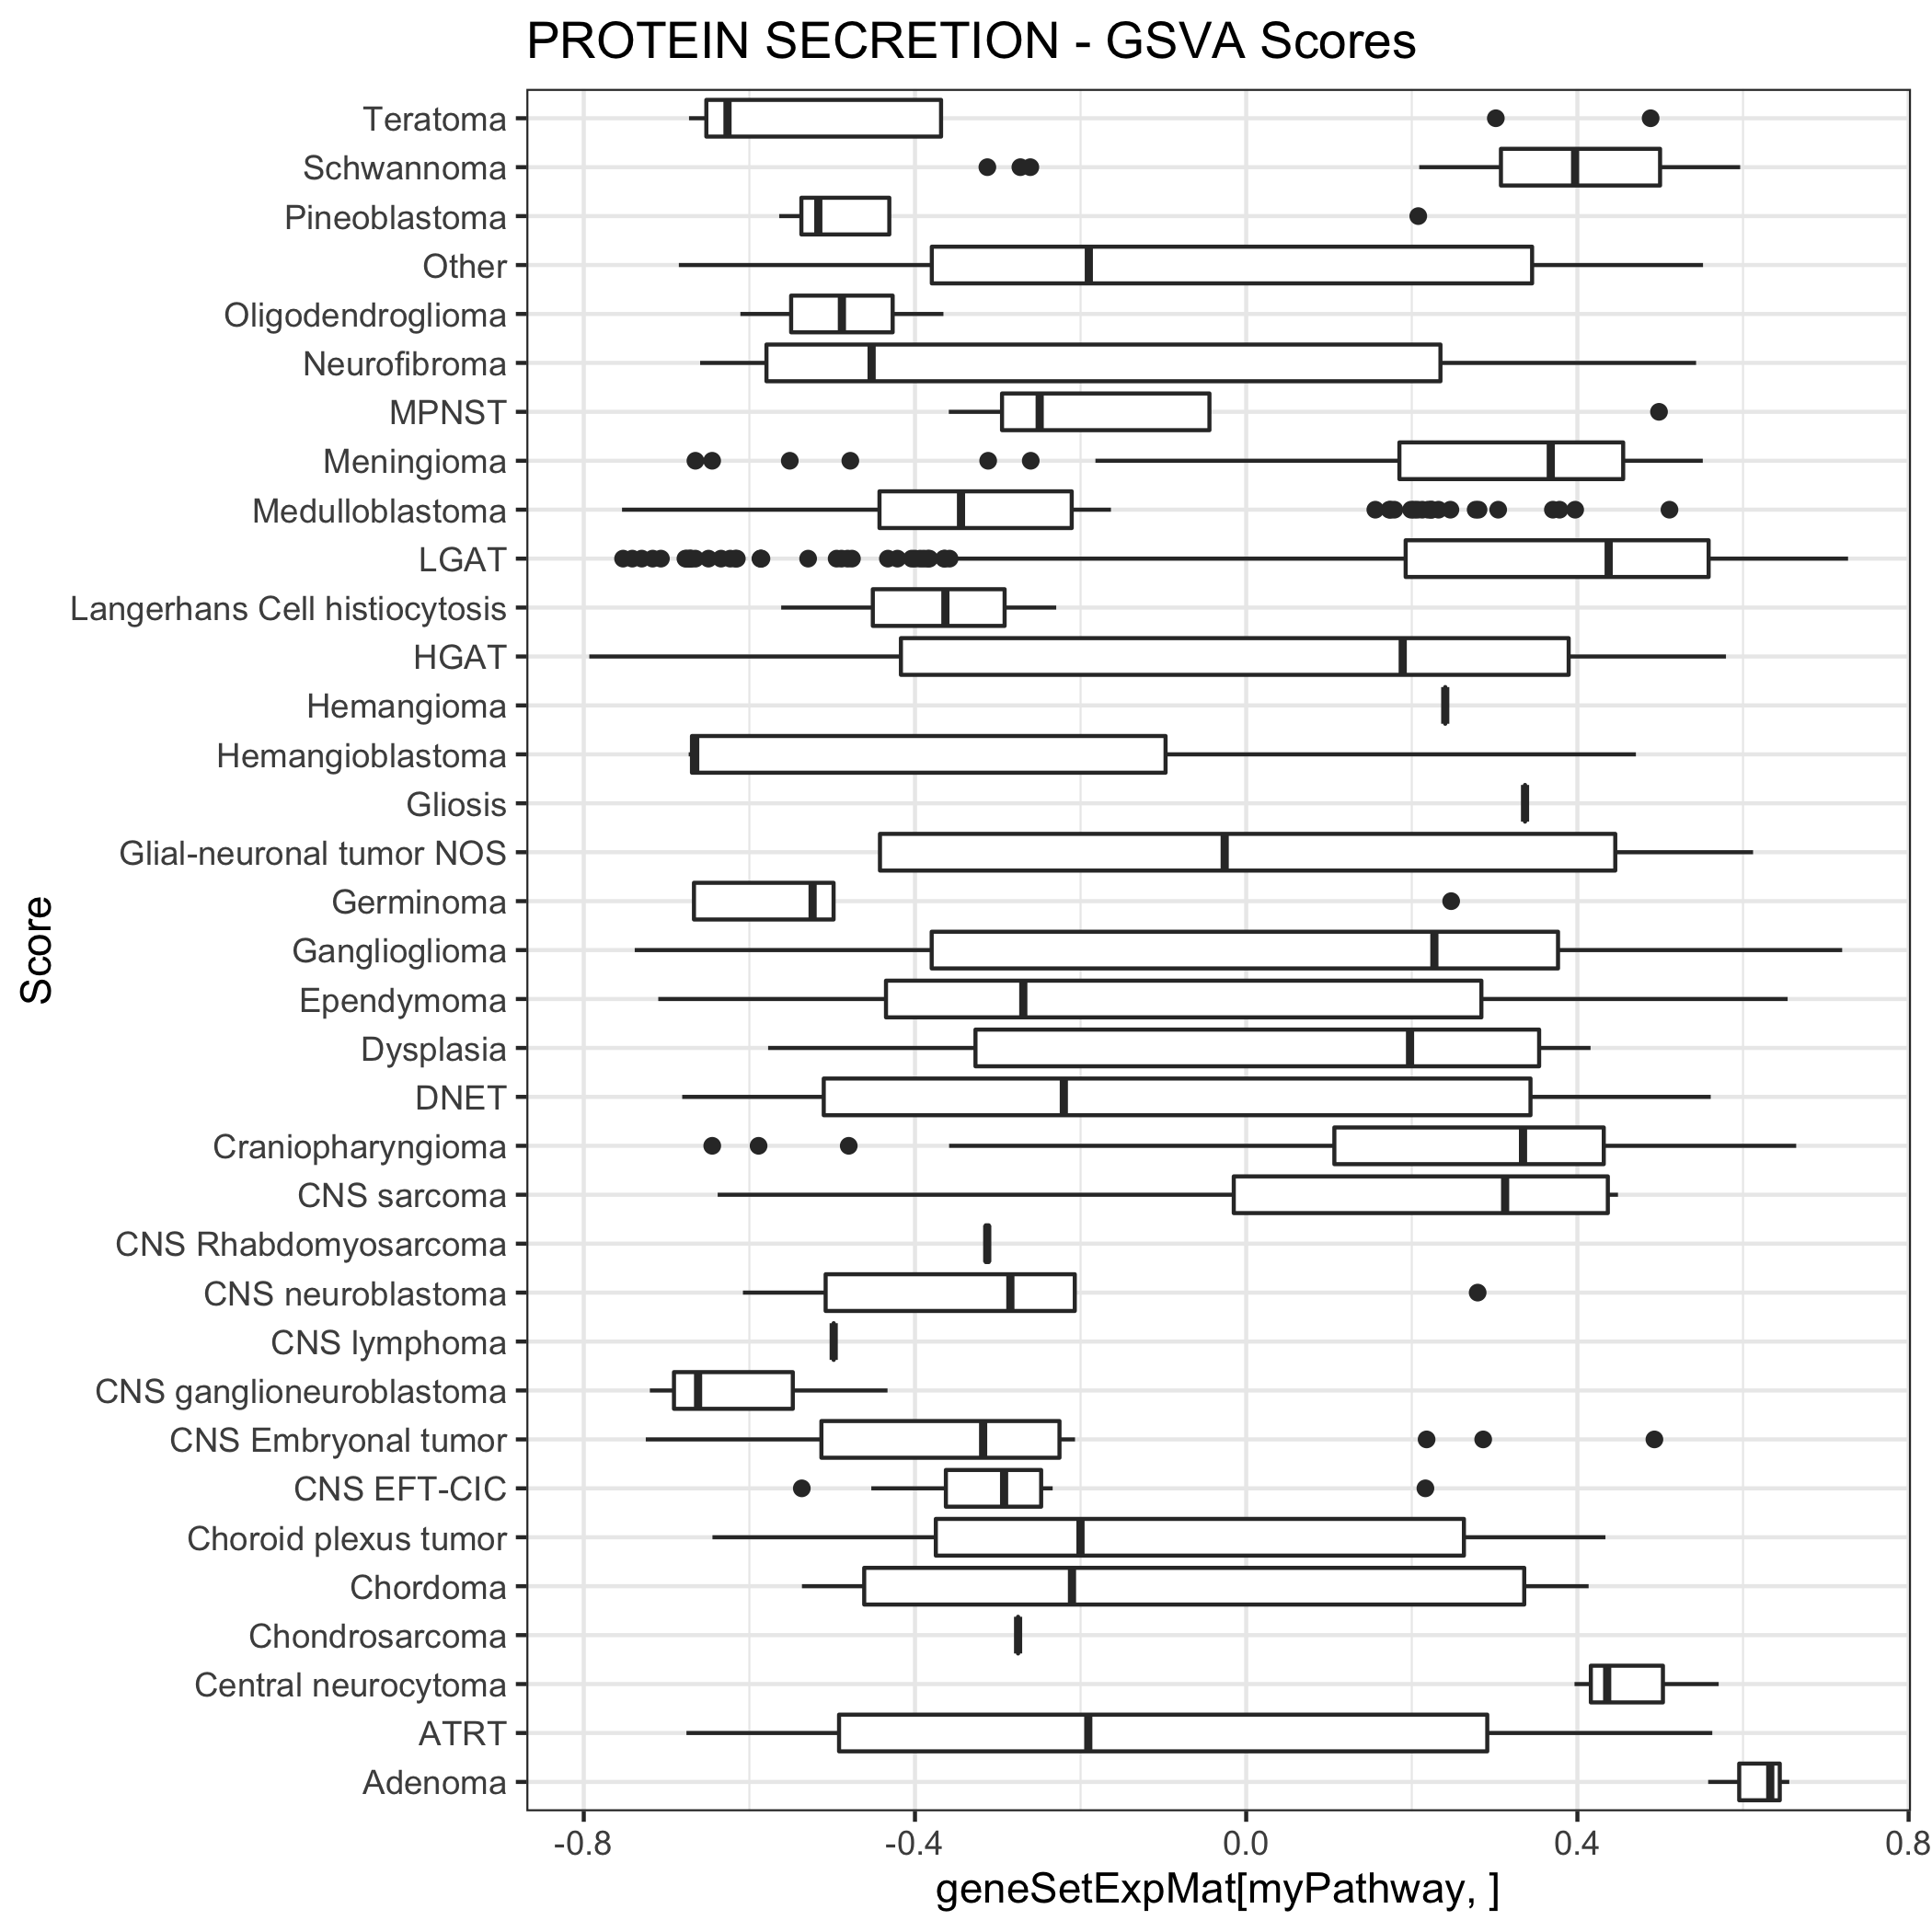 PROTEIN SECRETION - GSVA Scores
Teratoma
Schwannoma
Pineoblastoma
Other
Oligodendroglioma
Neurofibroma
MPNST
Meningioma
Medulloblastoma
LGAT
Langerhans Cell histiocytosis
HGAT
Hemangioma
Hemangioblastoma
Gliosis
Glial-neuronal tumor NOS
Germinoma
Ganglioglioma
Ependymoma
Dysplasia
DNET
Craniopharyngioma
CNS sarcoma
CNS Rhabdomyosarcoma
CNS neuroblastoma
CNS lymphoma
CNS ganglioneuroblastoma
CNS Embryonal tumor
CNS EFT-CIC
Choroid plexus tumor
Chordoma
Chondrosarcoma
Central neurocytoma
ATRT
Adenoma
Score
-0.8 -0.4 0.0 0.4 0.8
geneSetExpMat[myPathway, ]